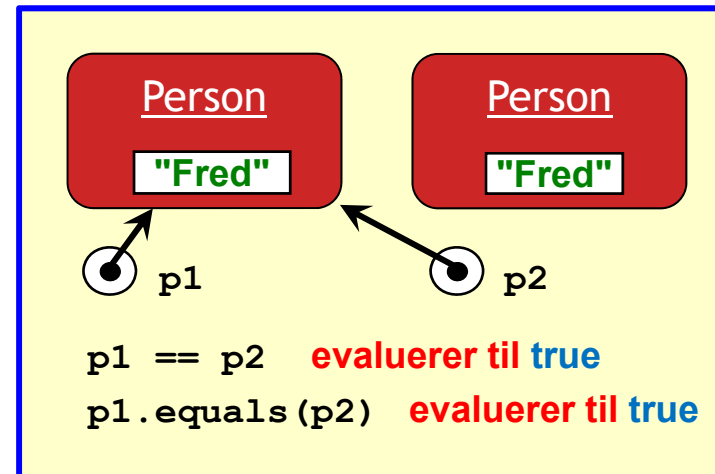 Person Person
"Fred" "Fred"
p1 p2
p1 == p2 evaluerer til true
p1.equals(p2) evaluerer til true